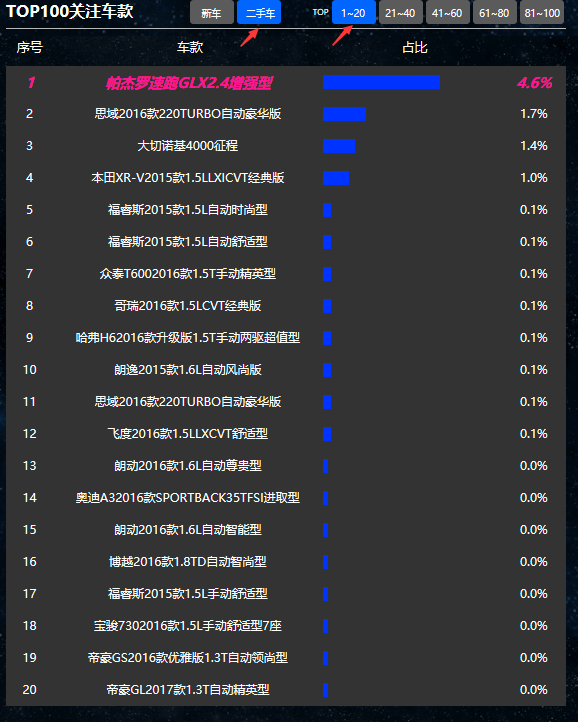 TOP100关注车款 新车 二手车 TOP 1~20 21~40 41~60 61~80 81~100
序号 车款 占比
1 帕杰罗速跑GLX2.4增强型 4.6%
2 思域2016款220TURBO自动豪华版 1.7%
3 大切诺基4000征程 1.4%
4 本田XR-V2015款1.5LLXICVT经典版 1.0%
5 福睿斯2015款1.5L自动时尚型 0.1%
6 福睿斯2015款1.5L自动舒适型 0.1%
7 众泰T6002016款1.5T手动精英型 0.1%
8 哥瑞2016款1.5LCVT经典版 0.1%
9 哈弗H62016款升级版1.5T手动两驱超值型 0.1%
10 朗逸2015款1.6L自动风尚版 0.1%
11 思域2016款220TURBO自动豪华版 0.1%
12 飞度2016款1.5LLXCVT舒适型 0.1%
13 朗动2016款1.6L自动尊贵型 0.0%
14 奥迪A32016款SPORTBACK35TFSI进取型 0.0%
15 朗动2016款1.6L自动智能型 0.0%
16 博越2016款1.8TD自动智尚型 0.0%
17 福睿斯2015款1.5L手动舒适型 0.0%
18 宝骏7302016款1.5L手动舒适型7座 0.0%
19 帝豪GS2016款优雅版1.3T自动领尚型 0.0%
20 帝豪GL2017款1.3T自动精英型 0.0%